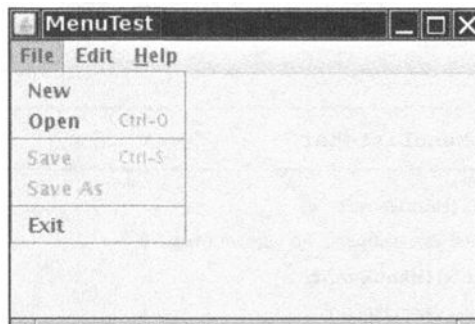 MenuTest
File Edit Help
New
Open Ctrl-O
Save Ctrl-S
Save As
Exit